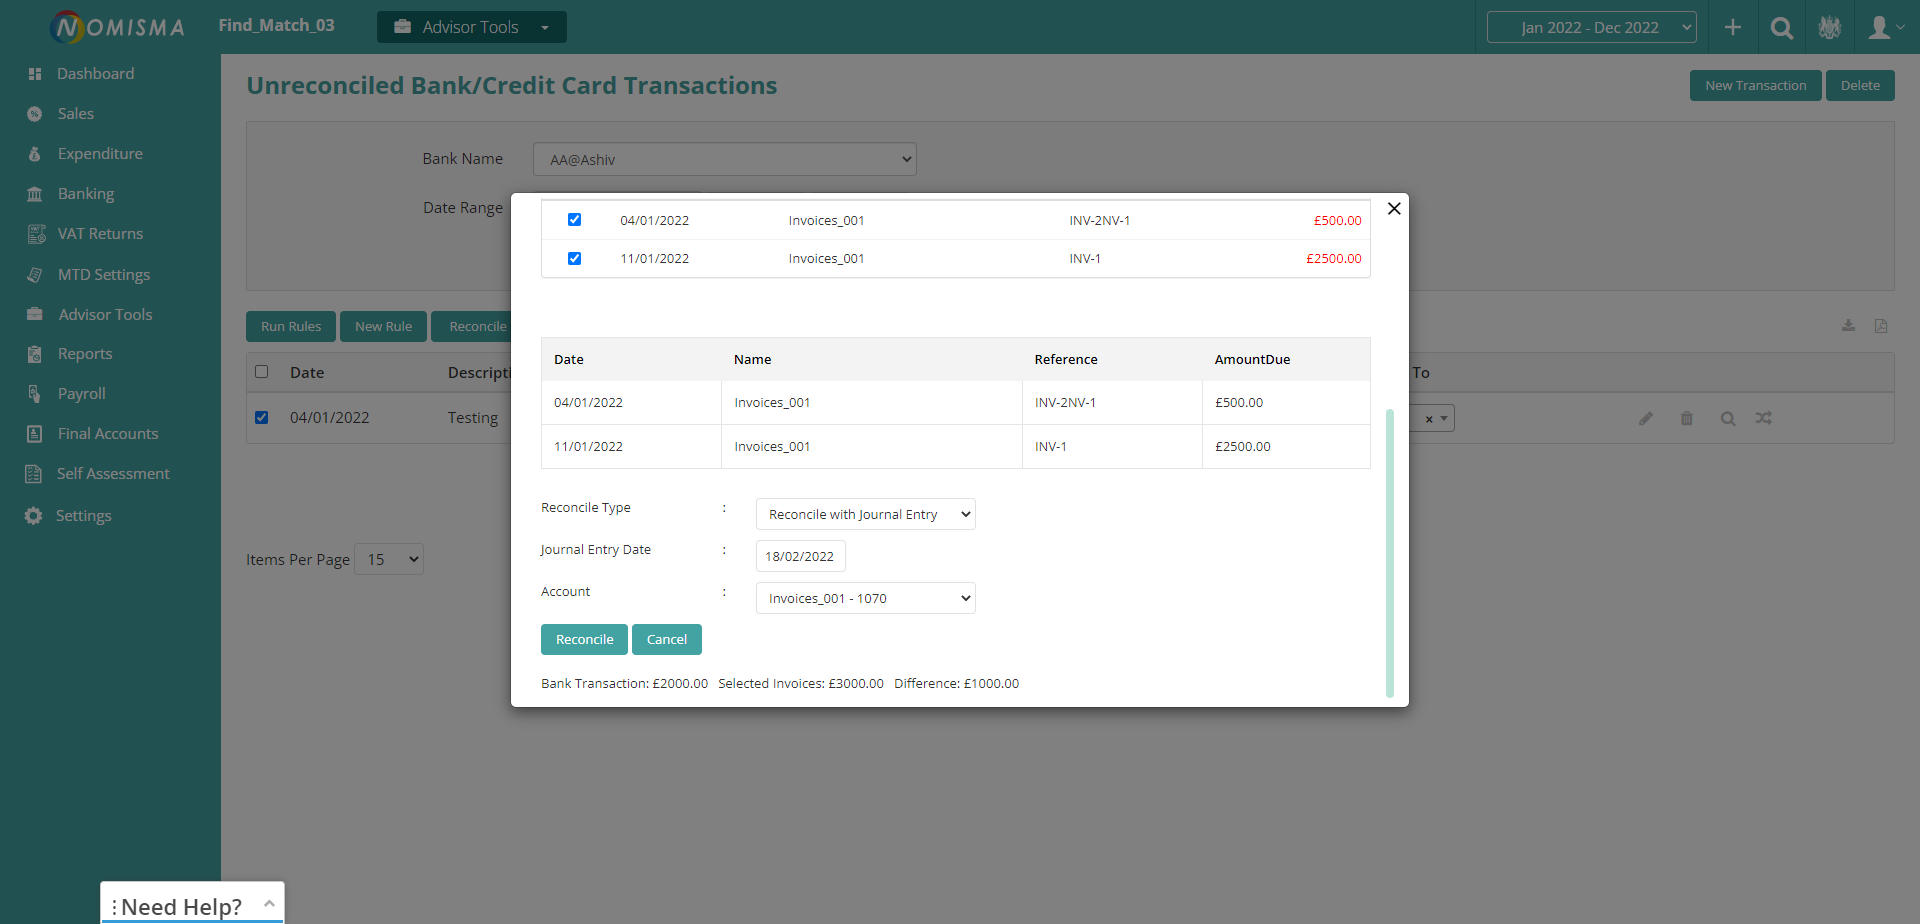 NOMISMA
Find_Match_03
Advisor Tools
Jan 2022 - Dec 2022
Dashboard
Sales
Expenditure
Banking
VAT Returns
MTD Settings
Advisor Tools
Reports
Payroll
Final Accounts
Self Assessment
Settings
Unreconciled Bank/Credit Card Transactions
New Transaction
Delete
Bank Name
AA@Ashiv
Date Range
Run Rules
New Rule
Reconcile
Date
Descripti
To
04/01/2022
Testing
×
Items Per Page
15
04/01/2022 Invoices_001 INV-2NV-1 £500.00
11/01/2022 Invoices_001 INV-1 £2500.00
Date Name Reference AmountDue
04/01/2022 Invoices_001 INV-2NV-1 £500.00
11/01/2022 Invoices_001 INV-1 £2500.00
Reconcile Type : Reconcile with Journal Entry
Journal Entry Date : 18/02/2022
Account : Invoices_001 - 1070
Reconcile Cancel
Bank Transaction: £2000.00 Selected Invoices: £3000.00 Difference: £1000.00
Need Help?